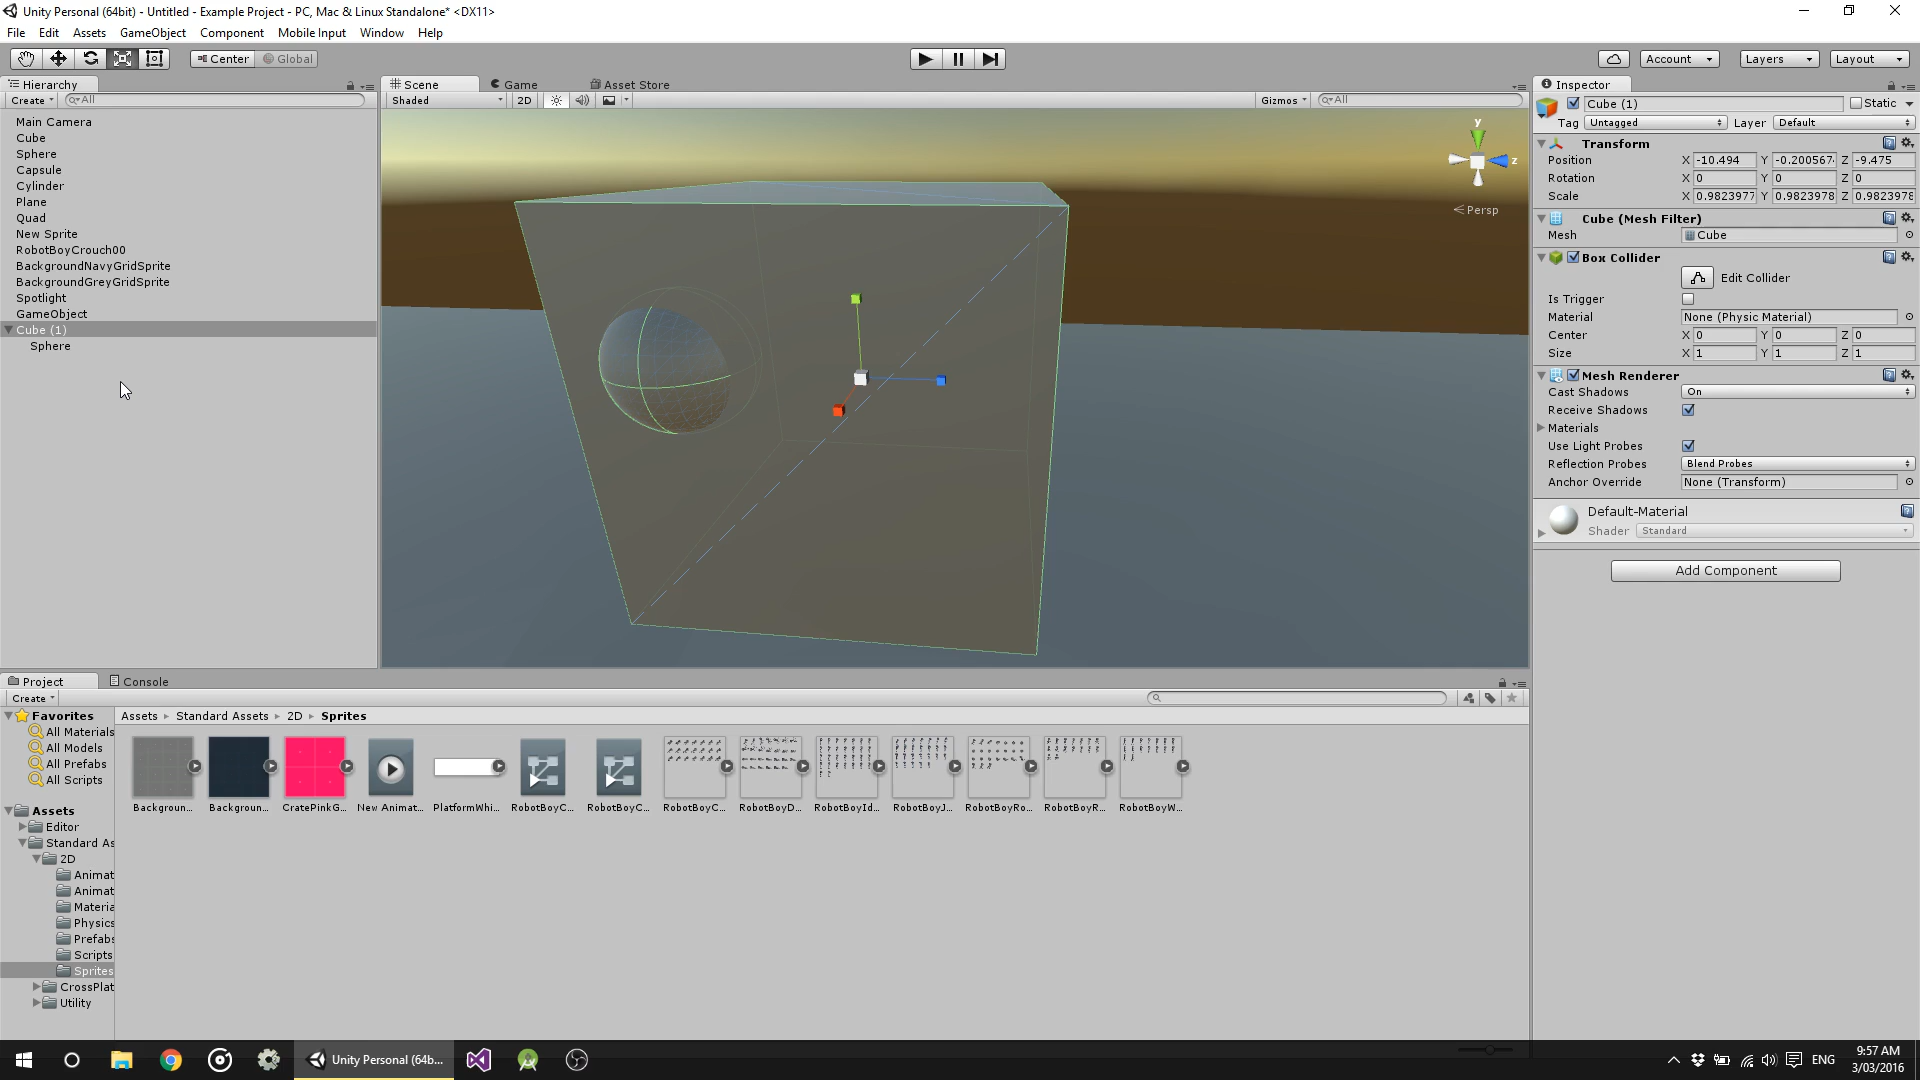 Unity Personal (64bit) - Untitled - Example Project - PC, Mac & Linux Standalone* <DX11>
File Edit Assets GameObject Component Mobile Input Window Help
Center Global
Account Layers Layout
Hierarchy
Create All
Main Camera
Cube
Sphere
Capsule
Cylinder
Plane
Quad
New Sprite
RobotBoyCrouch00
BackgroundNavyGridSprite
BackgroundGreyGridSprite
Spotlight
GameObject
Cube (1)
Sphere
Scene Game Asset Store
Shaded 2D Gizmos All
y
z
Persp
Inspector
Cube (1) Static
Tag Untagged Layer Default
Transform
Position X -10.494 Y -0.200567 Z -9.475
Rotation X 0 Y 0 Z 0
Scale X 0.9823977 Y 0.9823978 Z 0.9823978
Cube (Mesh Filter)
Mesh Cube
Box Collider
Edit Collider
Is Trigger
Material None (Physic Material)
Center X 0 Y 0 Z 0
Size X 1 Y 1 Z 1
Mesh Renderer
Cast Shadows On
Receive Shadows
Materials
Use Light Probes
Reflection Probes Blend Probes
Anchor Override None (Transform)
Default-Material
Shader Standard
Add Component
Project Console
Create
Favorites
All Materials
All Models
All Prefabs
All Scripts
Assets
Editor
Standard As
2D
Animat
Animat
Materia
Physics
Prefabs
Scripts
Sprites
CrossPlat
Utility
Assets Standard Assets 2D Sprites
Backgroun... Backgroun... CratePinkG... New Animat... PlatformWhi... RobotBoyC... RobotBoyC... RobotBoyC... RobotBoyD... RobotBoyId... RobotBoyJ... RobotBoyRo... RobotBoyR... RobotBoyW...
Unity Personal (64b...
ENG
9:57 AM
3/03/2016